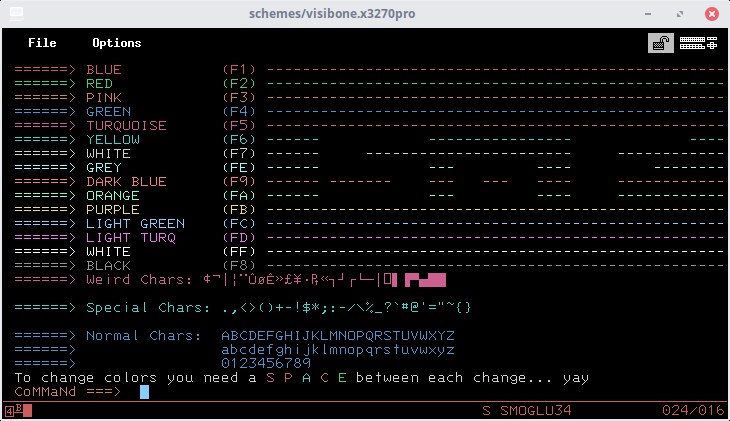 schemes/visibone.x3270pro
File Options
======> BLUE (F1) ---------------------------------------------------
======> RED (F2) ---------------------------------------------------
======> PINK (F3) ---------------------------------------------------
======> GREEN (F4) ---------------------------------------------------
======> TURQUOISE (F5) ---------------------------------------------------
======> YELLOW (F6) ---------------------------------------------------
======> WHITE (F7) ------ ------------------------ ------------
======> GREY (FE) ------ --- ------ --------
======> DARK BLUE (F9) ------ --- --- --- ---
======> ORANGE (FA) ------ --- --- --- ---
======> PURPLE (FB) ------ --- --- --- ---
======> LIGHT GREEN (FC) ------ --- ------ --------
======> LIGHT TURQ (FD) ------ ------------------------ ------------
======> WHITE (FF) ---------------------------------------------------
======> BLACK (F8) ---------------------------------------------------
======> Weird Chars: ¢¬|¦¨ÛøÊ»£¥·₧«┐┘┌└─│
======> Special Chars: .,<>()+-!$*;:-/\%_?`#@'="~{}
======> Normal Chars: ABCDEFGHIJKLMNOPQRSTUVWXYZ
======> abcdefghijklmnopqrstuvwxyz
======> 0123456789
To change colors you need a S P A C E between each change... yay
CoMMaNd ===>
4 B S SMOGLU34 024/016